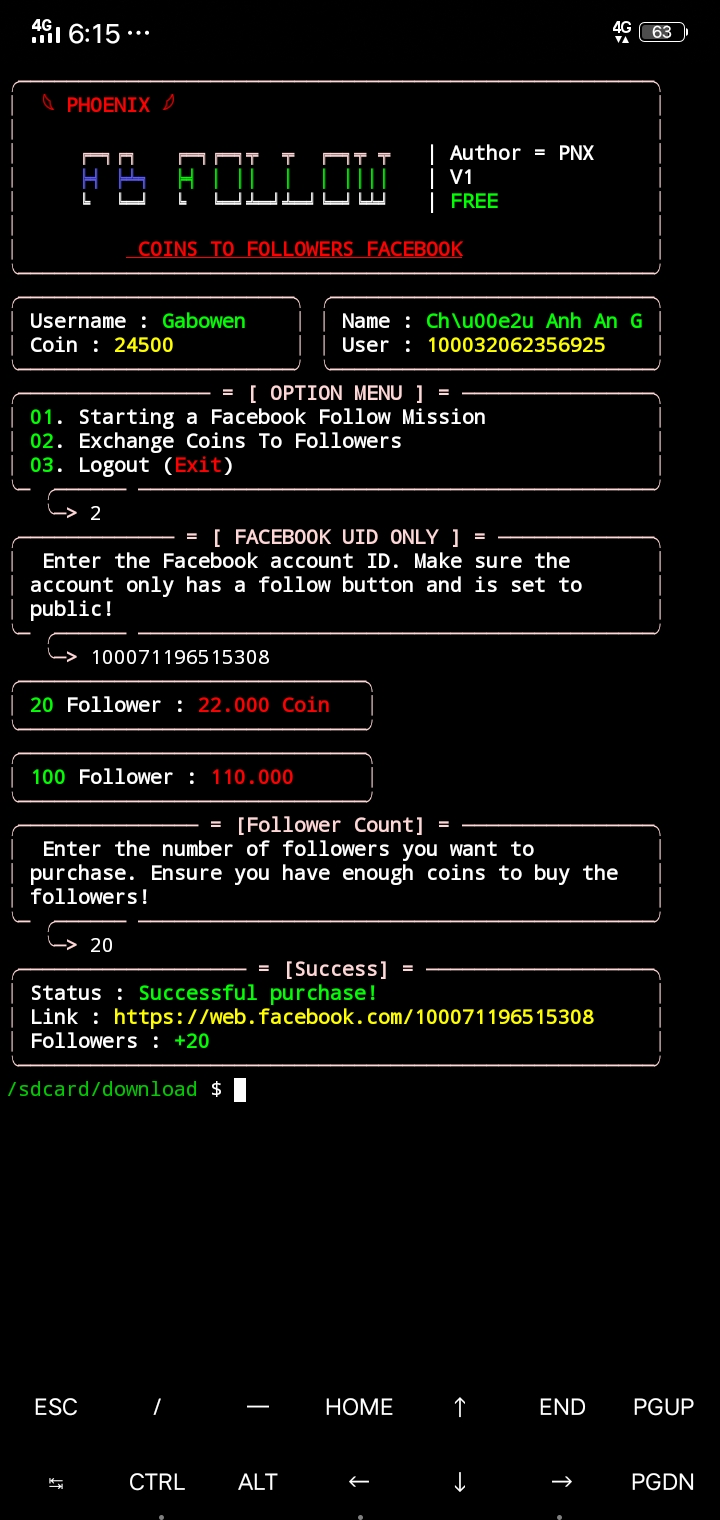 4G 6:15 ··· 4G 63
PHOENIX
FB FOLLOW
| Author = PNX
| V1
| FREE
COINS TO FOLLOWERS FACEBOOK
Username : Gabowen
Coin : 24500
Name : Ch\u00e2u Anh An G
User : 100032062356925
= [ OPTION MENU ] =
01. Starting a Facebook Follow Mission
02. Exchange Coins To Followers
03. Logout (Exit)
> 2
= [ FACEBOOK UID ONLY ] =
Enter the Facebook account ID. Make sure the
account only has a follow button and is set to
public!
> 100071196515308
20 Follower : 22.000 Coin
100 Follower : 110.000
= [Follower Count] =
Enter the number of followers you want to
purchase. Ensure you have enough coins to buy the
followers!
> 20
= [Success] =
Status : Successful purchase!
Link : https://web.facebook.com/100071196515308
Followers : +20
/sdcard/download $
ESC / — HOME ↑ END PGUP
↹ CTRL ALT ← ↓ → PGDN